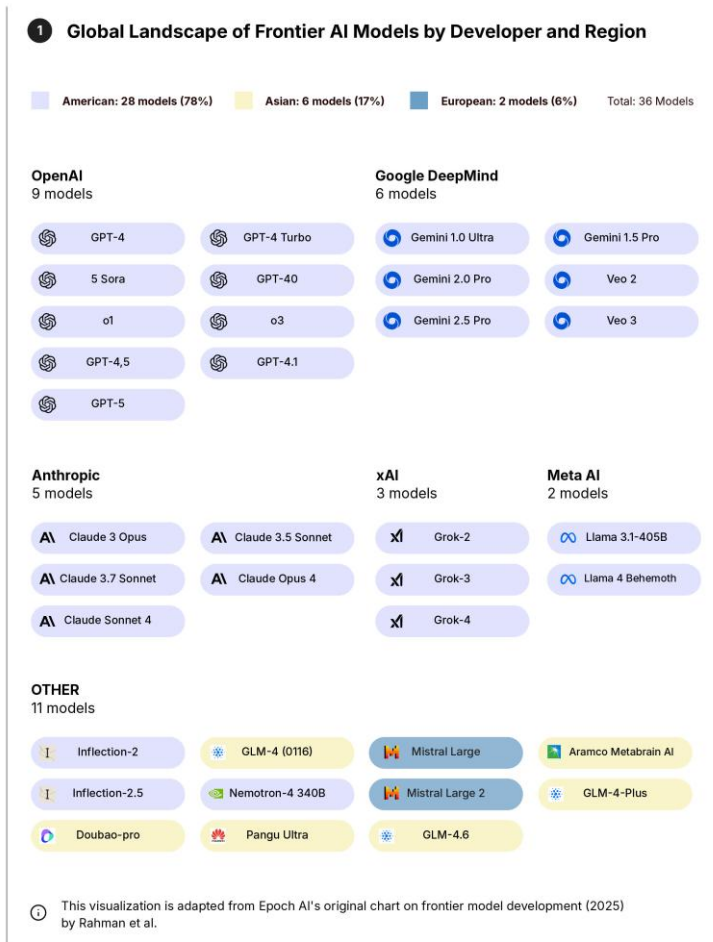 1 Global Landscape of Frontier AI Models by Developer and Region
American: 28 models (78%) Asian: 6 models (17%) European: 2 models (6%) Total: 36 Models
OpenAI
9 models
GPT-4 GPT-4 Turbo
5 Sora GPT-40
o1 o3
GPT-4,5 GPT-4.1
GPT-5
Google DeepMind
6 models
Gemini 1.0 Ultra Gemini 1.5 Pro
Gemini 2.0 Pro Veo 2
Gemini 2.5 Pro Veo 3
Anthropic
5 models
Claude 3 Opus Claude 3.5 Sonnet
Claude 3.7 Sonnet Claude Opus 4
Claude Sonnet 4
xAI
3 models
Grok-2
Grok-3
Grok-4
Meta AI
2 models
Llama 3.1-405B
Llama 4 Behemoth
OTHER
11 models
Inflection-2 GLM-4 (0116) Mistral Large Aramco Metabrain AI
Inflection-2.5 Nemotron-4 340B Mistral Large 2 GLM-4-Plus
Doubao-pro Pangu Ultra GLM-4.6
This visualization is adapted from Epoch AI's original chart on frontier model development (2025)
by Rahman et al.